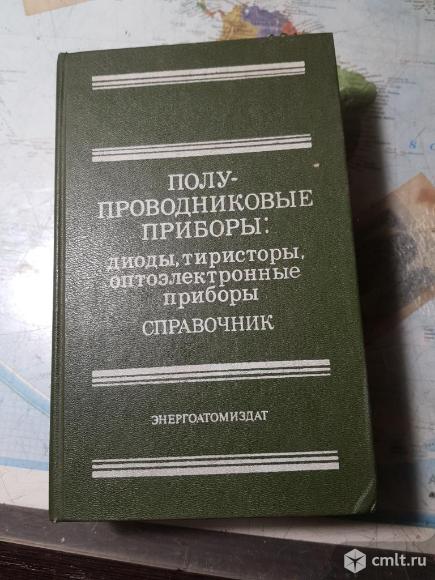 ПОЛУ-
ПРОВОДНИКОВЫЕ
ПРИБОРЫ:
диоды, тиристоры,
оптоэлектронные
приборы
СПРАВОЧНИК
ЭНЕРГОАТОМИЗДАТ
cmlt.ru